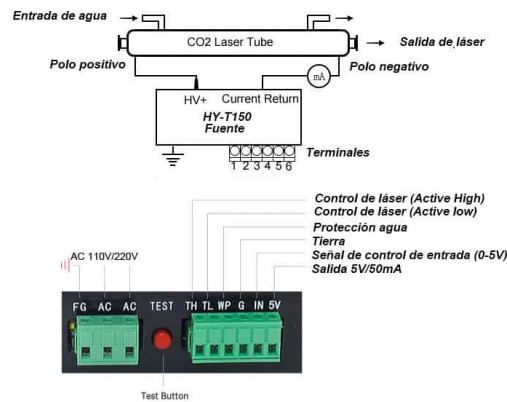 Entrada de agua
CO2 Laser Tube
Salida de láser
Polo positivo
mA
Polo negativo
HV+ Current Return
HY-T150
Fuente
Terminales
1 2 3 4 5 6
Control de láser (Active High)
Control de láser (Active low)
Protección agua
Tierra
Señal de control de entrada (0-5V)
Salida 5V/50mA
AC 110V/220V
FG AC AC TEST TH TL WP G IN 5V
Test Button